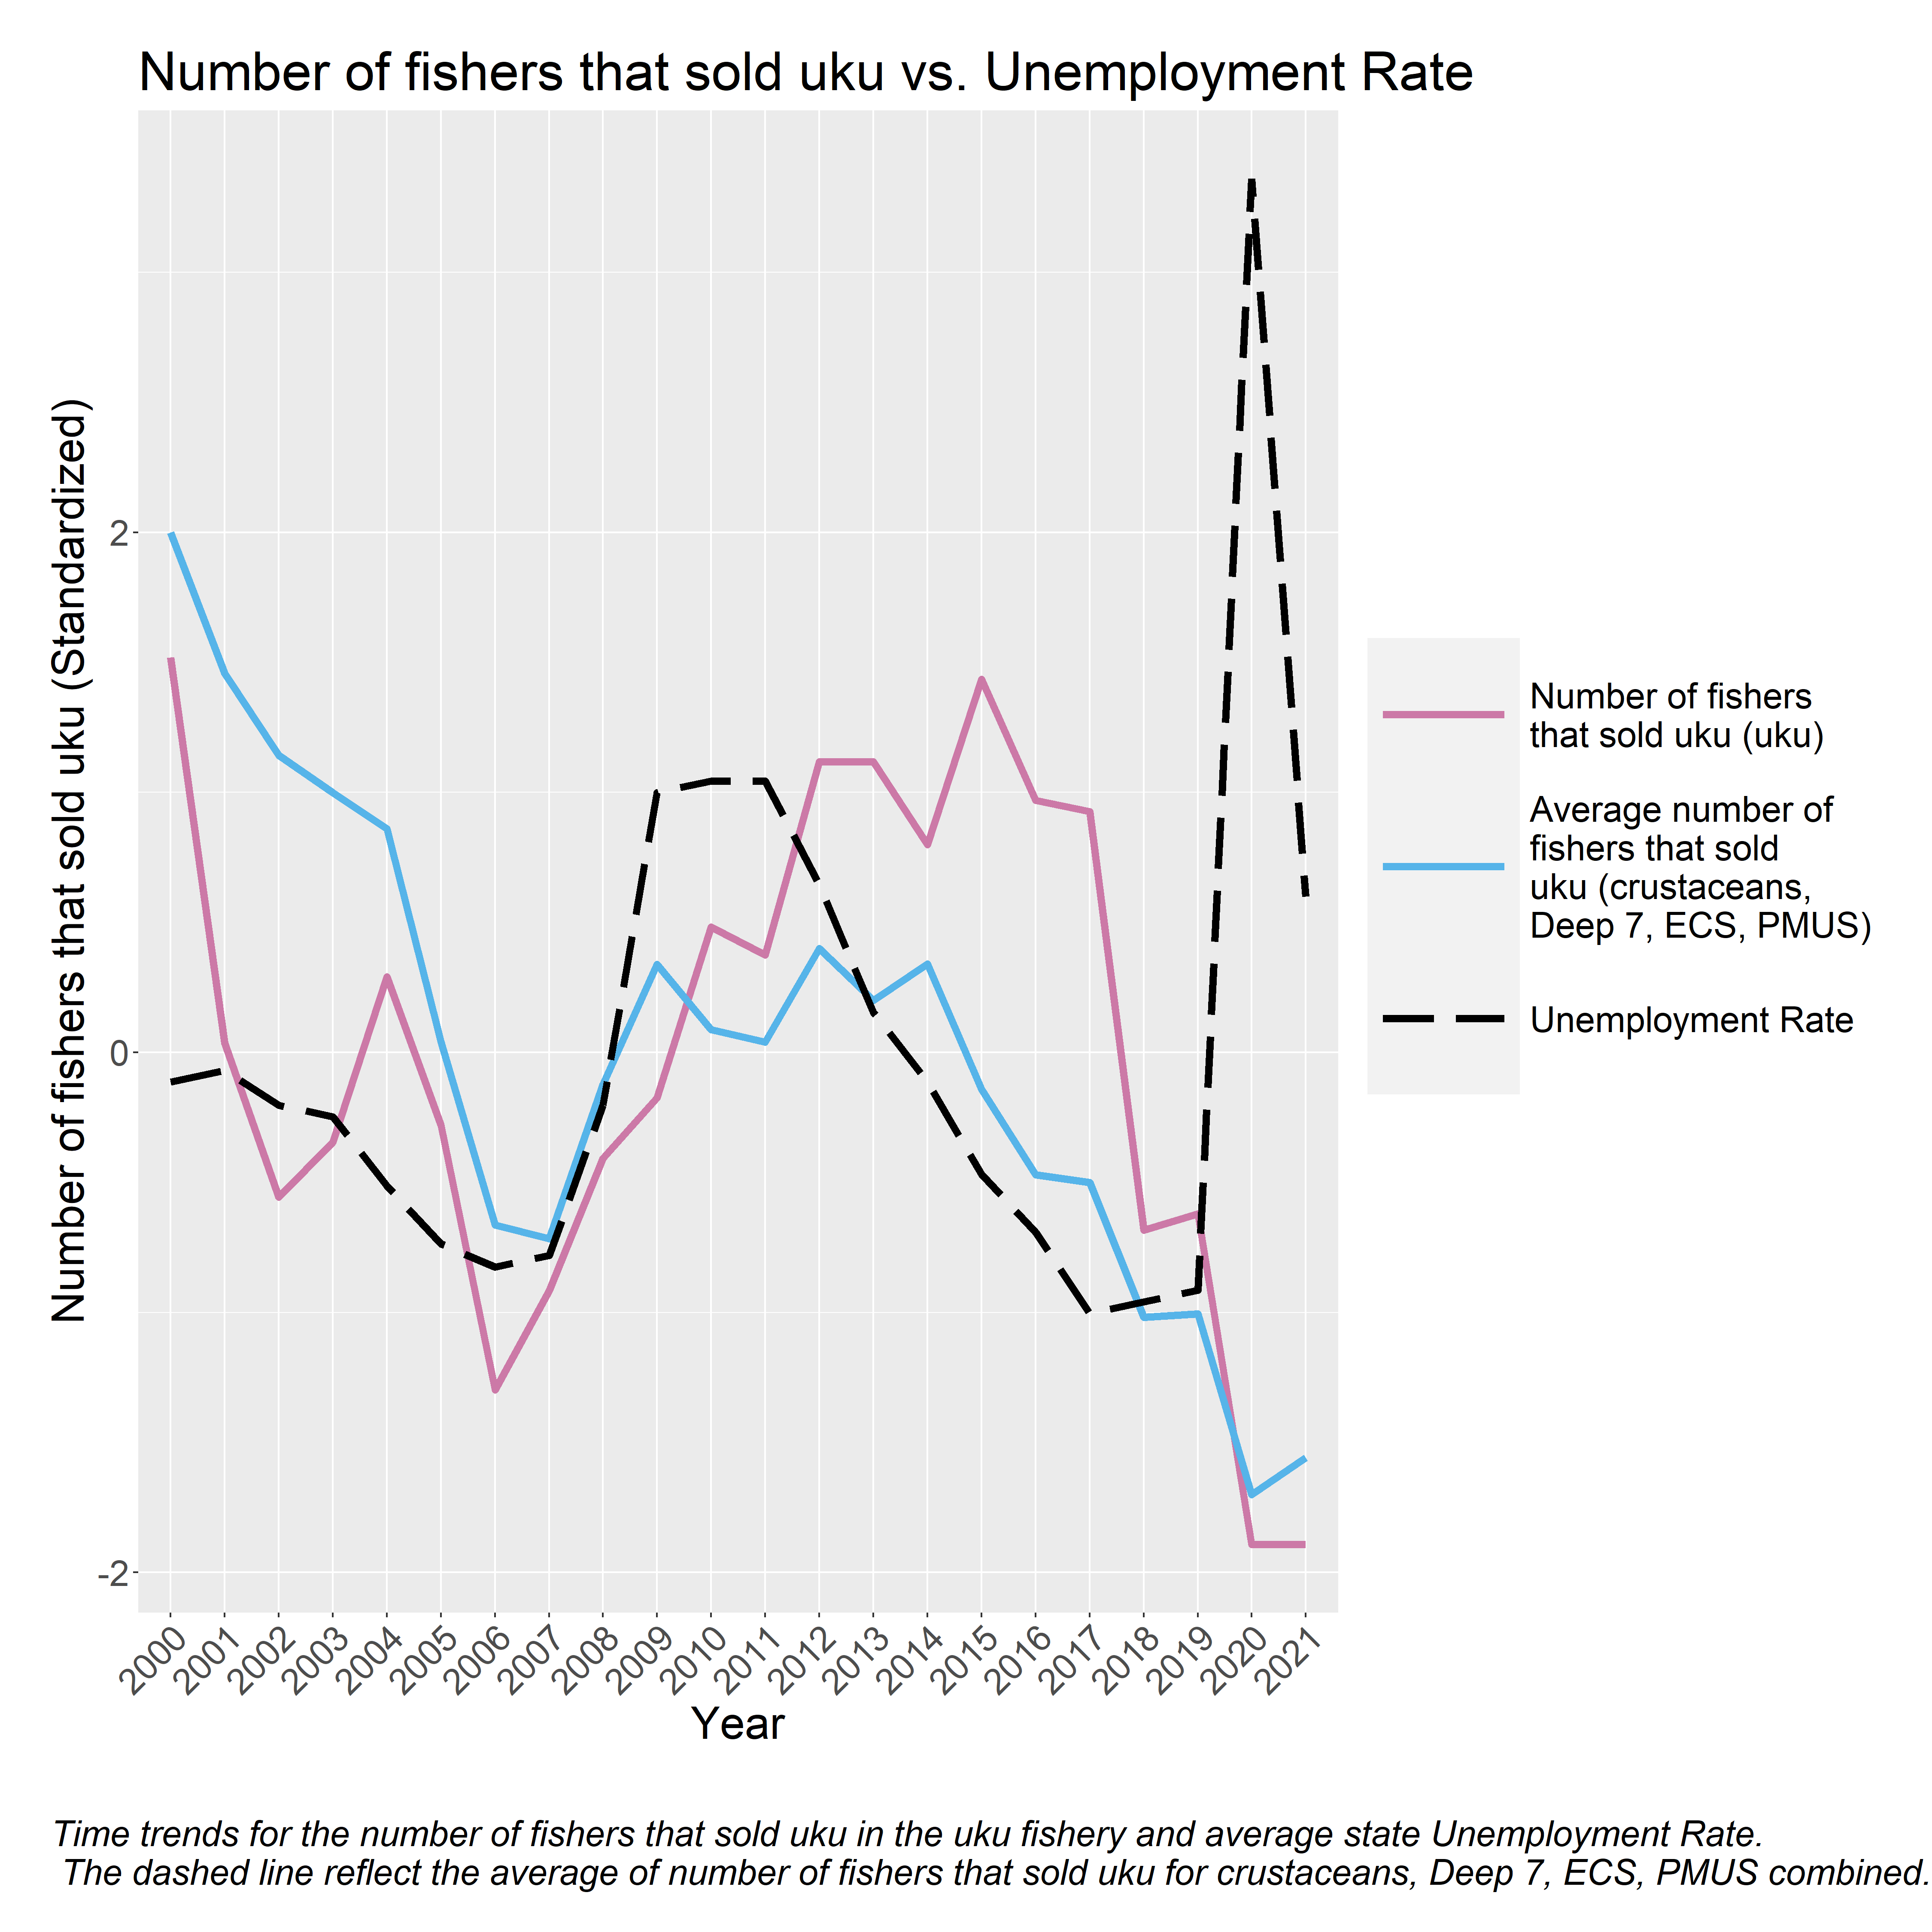 Number of fishers that sold uku vs. Unemployment Rate
Number of fishers that sold uku (Standardized)
2
0
-2
2000
2001
2002
2003
2004
2005
2006
2007
2008
2009
2010
2011
2012
2013
2014
2015
2016
2017
2018
2019
2020
2021
Year
Number of fishers
that sold uku (uku)
Average number of
fishers that sold
uku (crustaceans,
Deep 7, ECS, PMUS)
Unemployment Rate
Time trends for the number of fishers that sold uku in the uku fishery and average state Unemployment Rate.
The dashed line reflect the average of number of fishers that sold uku for crustaceans, Deep 7, ECS, PMUS combined.